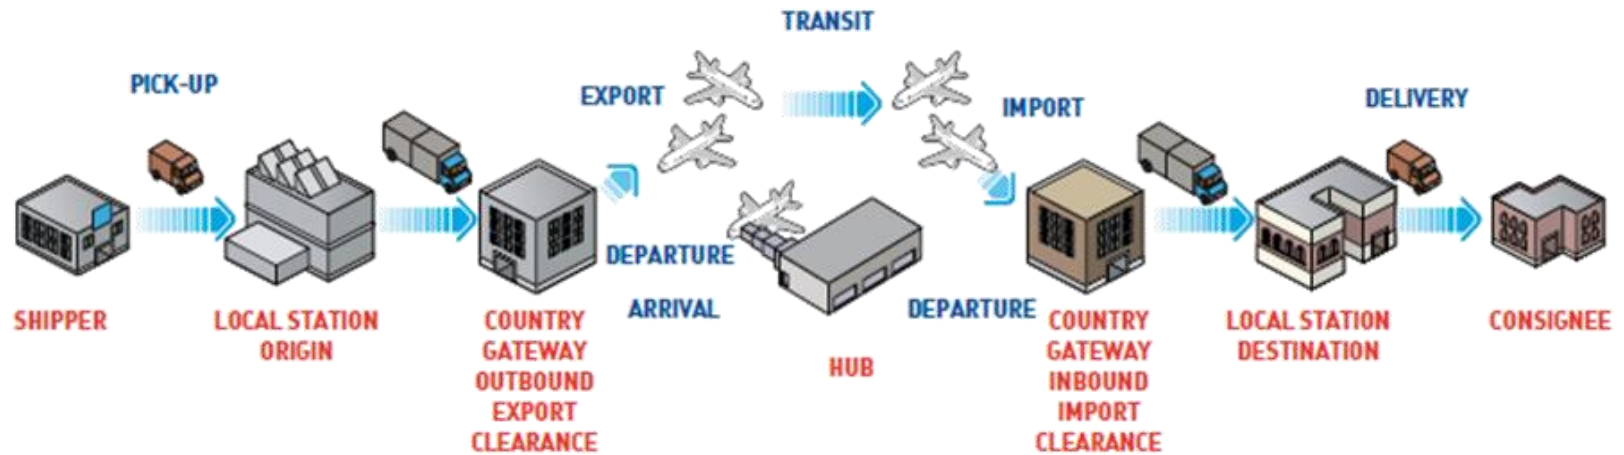 TRANSIT
PICK-UP
EXPORT
IMPORT
DELIVERY
DEPARTURE
ARRIVAL
DEPARTURE
SHIPPER
LOCAL STATION
ORIGIN
COUNTRY
GATEWAY
OUTBOUND
EXPORT
CLEARANCE
HUB
COUNTRY
GATEWAY
INBOUND
IMPORT
CLEARANCE
LOCAL STATION
DESTINATION
CONSIGNEE